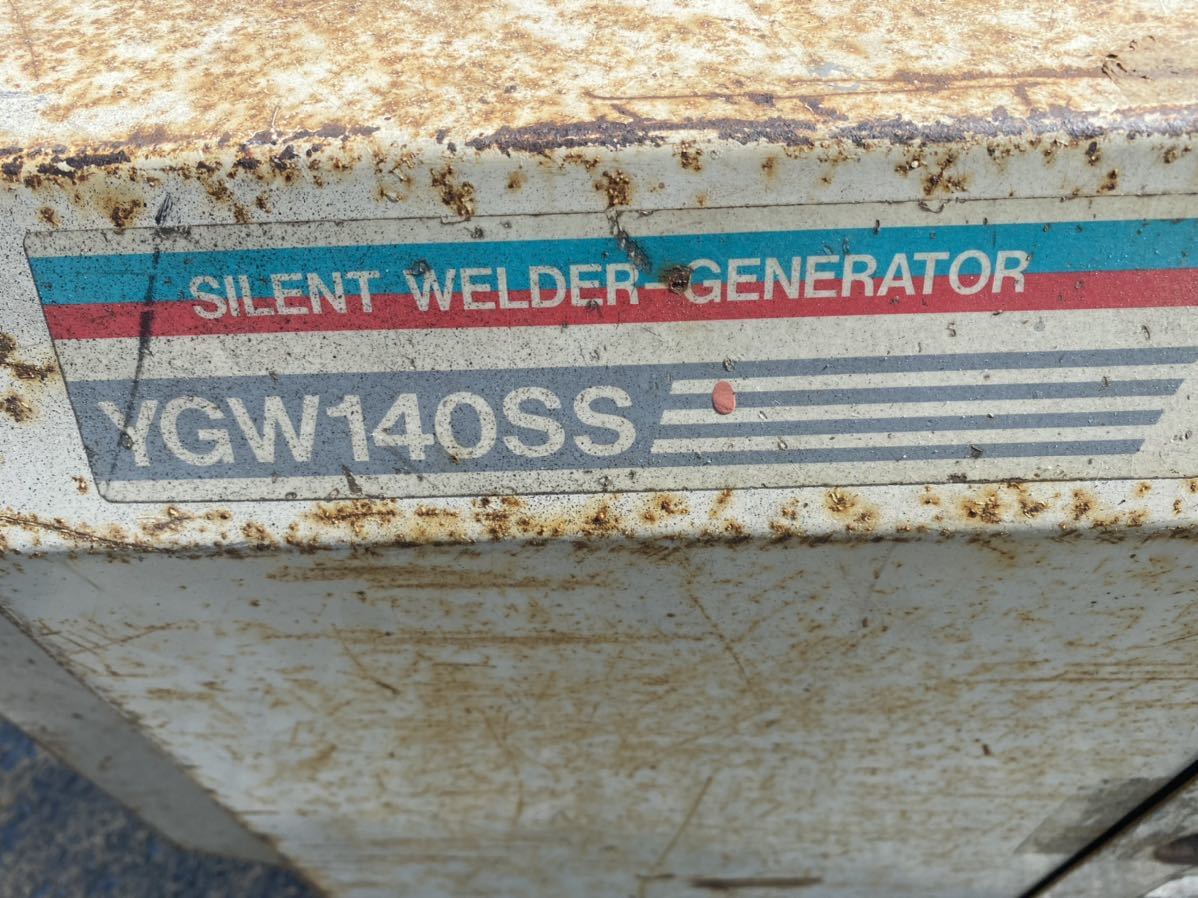 SILENT WELDER-GENERATOR
YGW140SS